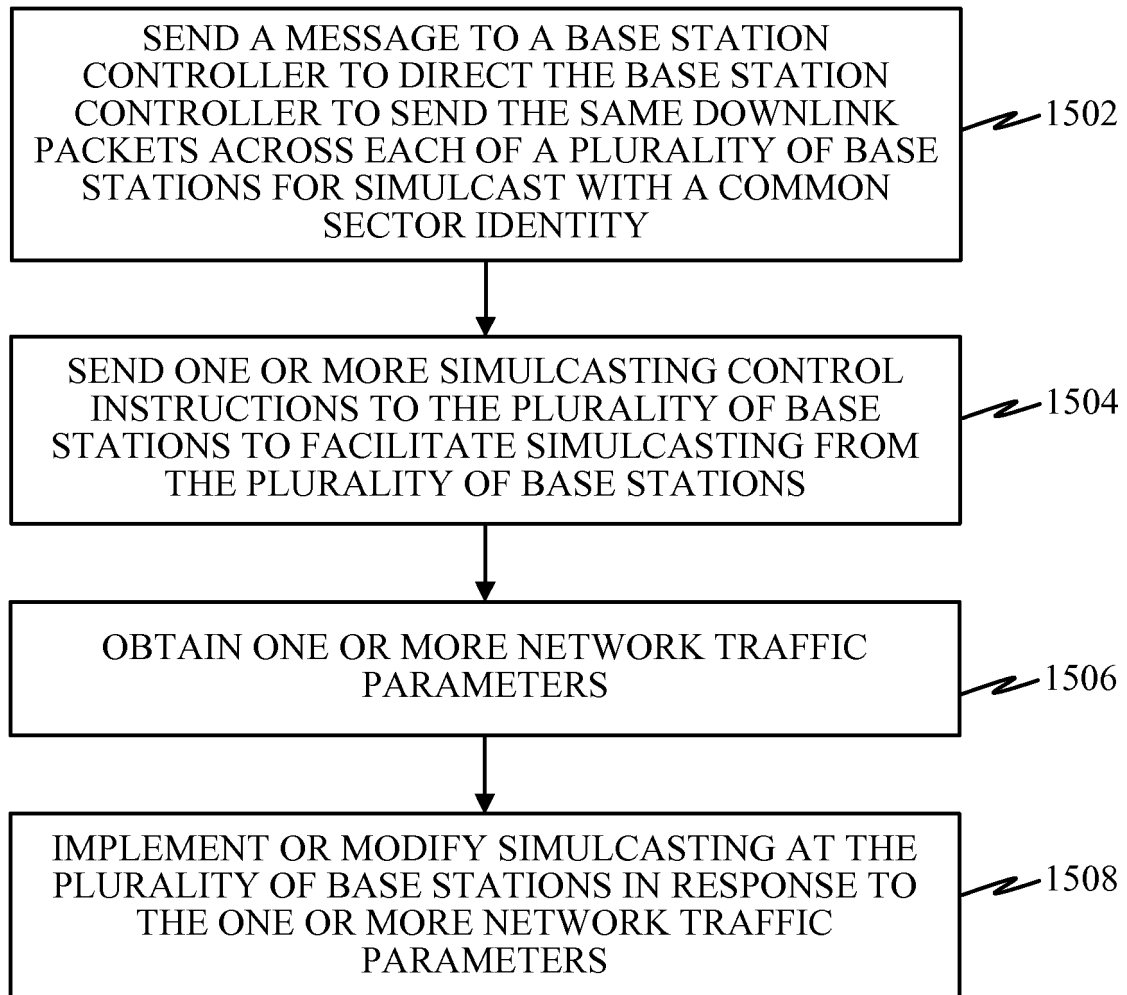 SEND A MESSAGE TO A BASE STATION
CONTROLLER TO DIRECT THE BASE STATION
CONTROLLER TO SEND THE SAME DOWNLINK
PACKETS ACROSS EACH OF A PLURALITY OF BASE
STATIONS FOR SIMULCAST WITH A COMMON
SECTOR IDENTITY
1502
SEND ONE OR MORE SIMULCASTING CONTROL
INSTRUCTIONS TO THE PLURALITY OF BASE
STATIONS TO FACILITATE SIMULCASTING FROM
THE PLURALITY OF BASE STATIONS
1504
OBTAIN ONE OR MORE NETWORK TRAFFIC
PARAMETERS
1506
IMPLEMENT OR MODIFY SIMULCASTING AT THE
PLURALITY OF BASE STATIONS IN RESPONSE TO
THE ONE OR MORE NETWORK TRAFFIC
PARAMETERS
1508